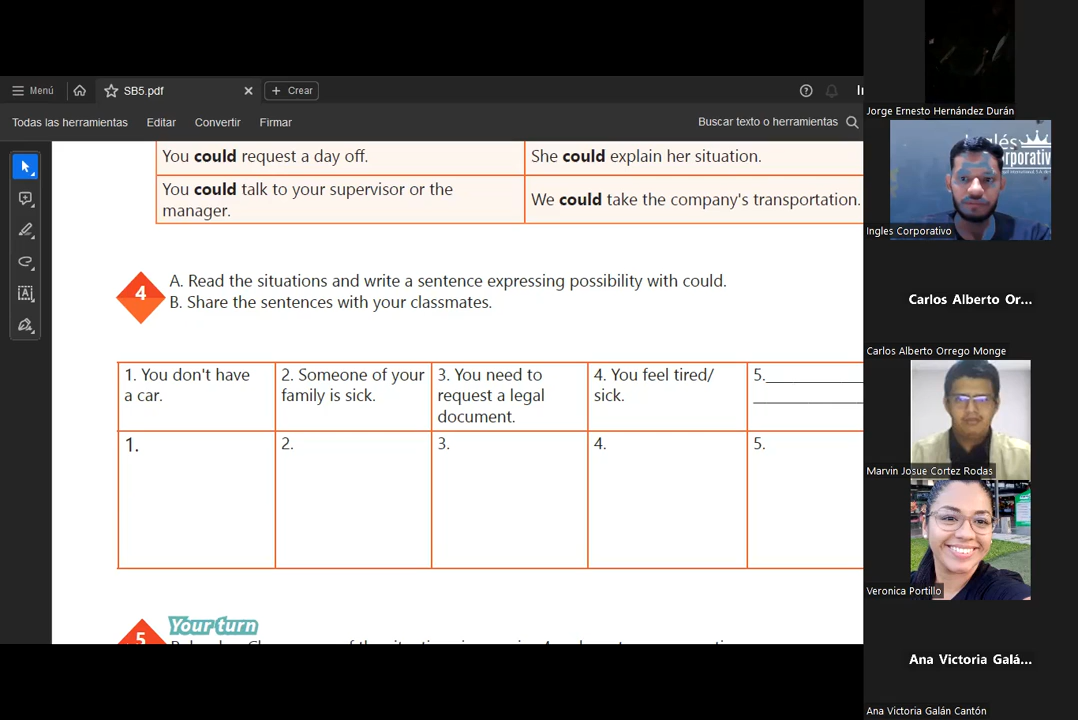 Menú
SB5.pdf
Crear
Todas las herramientas
Editar
Convertir
Firmar
Buscar texto o herramientas
You could request a day off.
She could explain her situation.
You could talk to your supervisor or the
manager.
We could take the company's transportation.
4
A. Read the situations and write a sentence expressing possibility with could.
B. Share the sentences with your classmates.
1. You don't have
a car.
2. Someone of your
family is sick.
3. You need to
request a legal
document.
4. You feel tired/
sick.
5.
1.
2.
3.
4.
5.
5
Your turn
Jorge Ernesto Hernández Durán
Inglés
Corporativo
Ingles Corporativo
Carlos Alberto Or...
Carlos Alberto Orrego Monge
Marvin Josue Cortez Rodas
Veronica Portillo
Ana Victoria Galá...
Ana Victoria Galán Cantón